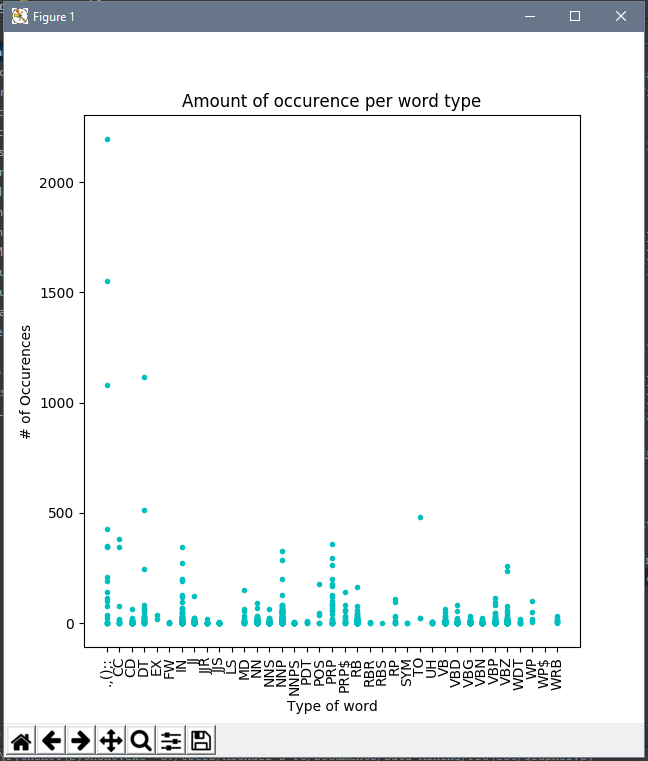 Figure 1
Amount of occurence per word type
2000
1500
1000
500
0
# of Occurences
CC
CD
DT
EX
FW
IN
JJ
JJR
JJS
LS
MD
NN
NNS
NNP
NNPS
PDT
POS
PRP
PRP$
RB
RBR
RBS
RP
SYM
TO
UH
VB
VBD
VBG
VBN
VBP
VBZ
WDT
WP
WP$
WRB
Type of word